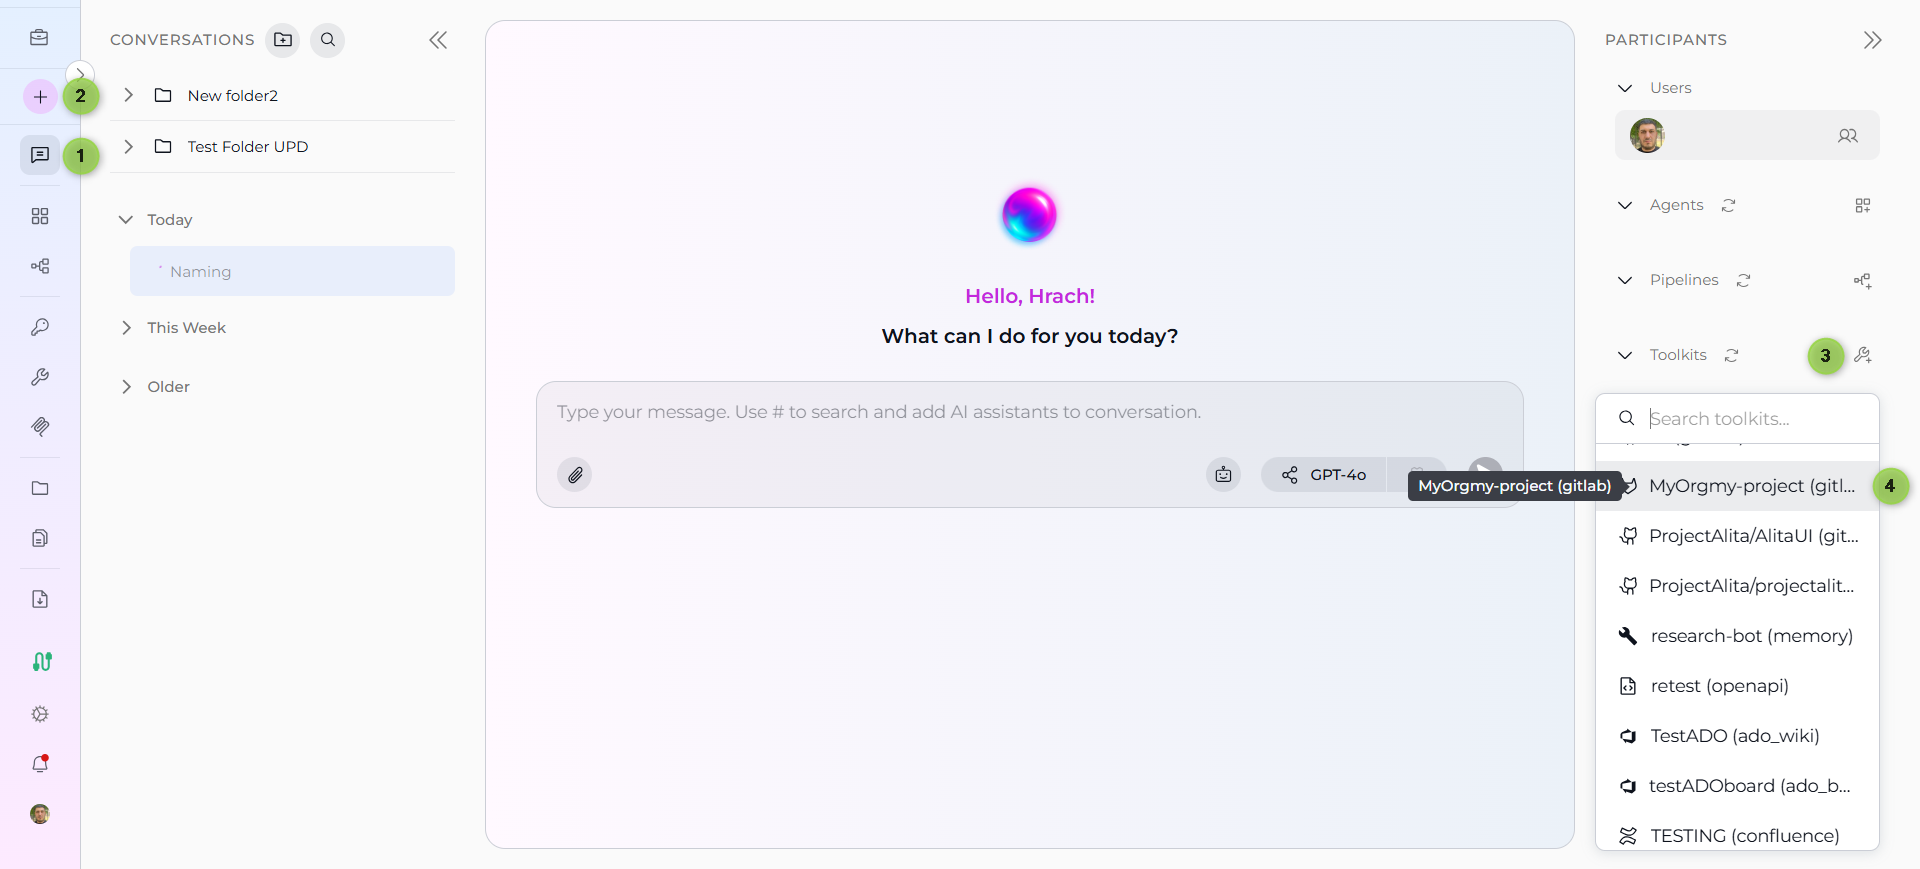 CONVERSATIONS
2
New folder2
1
Test Folder UPD
Today
* Naming
This Week
Older
Hello, Hrach!
What can I do for you today?
Type your message. Use # to search and add AI assistants to conversation.
GPT-4o
PARTICIPANTS
Users
Agents
Pipelines
Toolkits
3
Search toolkits...
MyOrgmy-project (gitlab)
MyOrgmy-project (gitl...
4
ProjectAlita/AlitaUI (git...
ProjectAlita/projectalit...
research-bot (memory)
retest (openapi)
TestADO (ado_wiki)
testADOboard (ado_b...
TESTING (confluence)